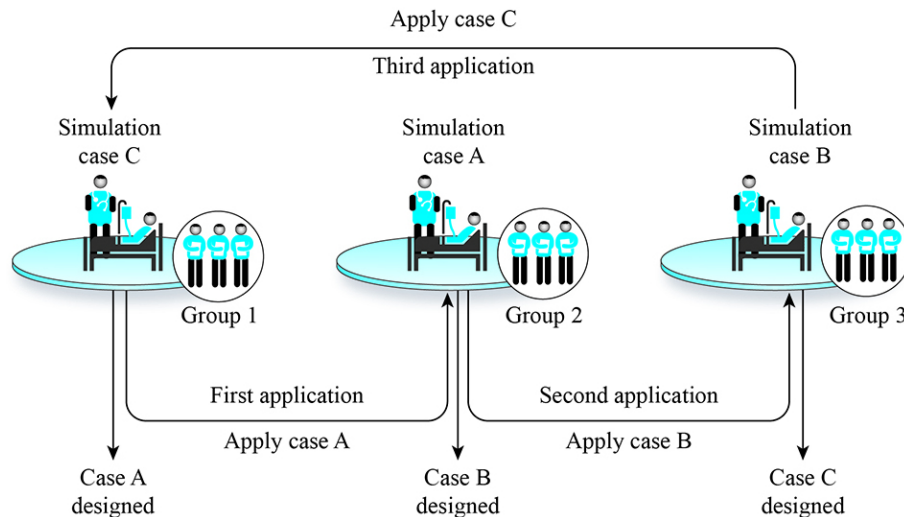 Apply case C
Third application
Simulation
case C
Simulation
case A
Simulation
case B
Group 1
Group 2
Group 3
First application
Second application
Apply case A
Apply case B
Case A
designed
Case B
designed
Case C
designed